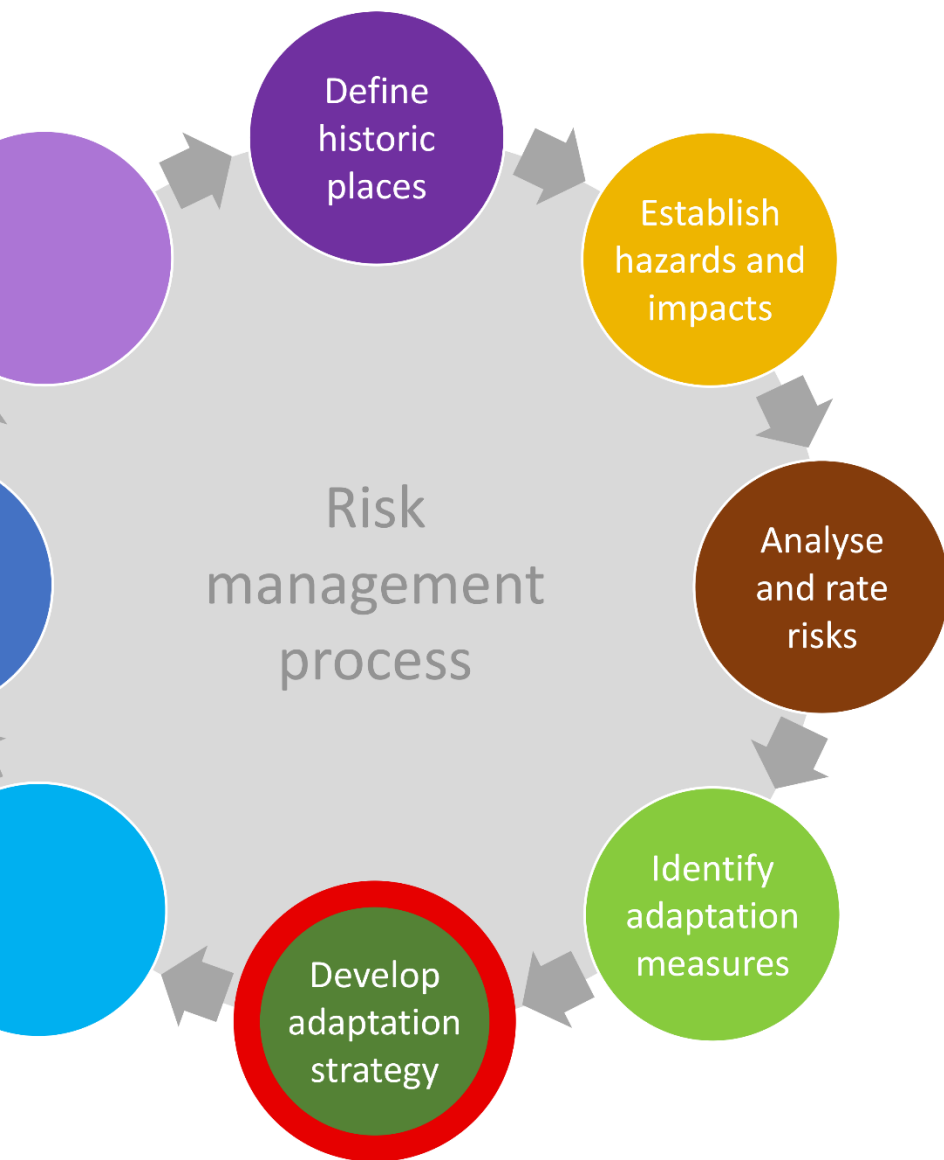 Define
historic
places
Establish
hazards and
impacts
Analyse
and rate
risks
Identify
adaptation
measures
Develop
adaptation
strategy
Risk
management
process